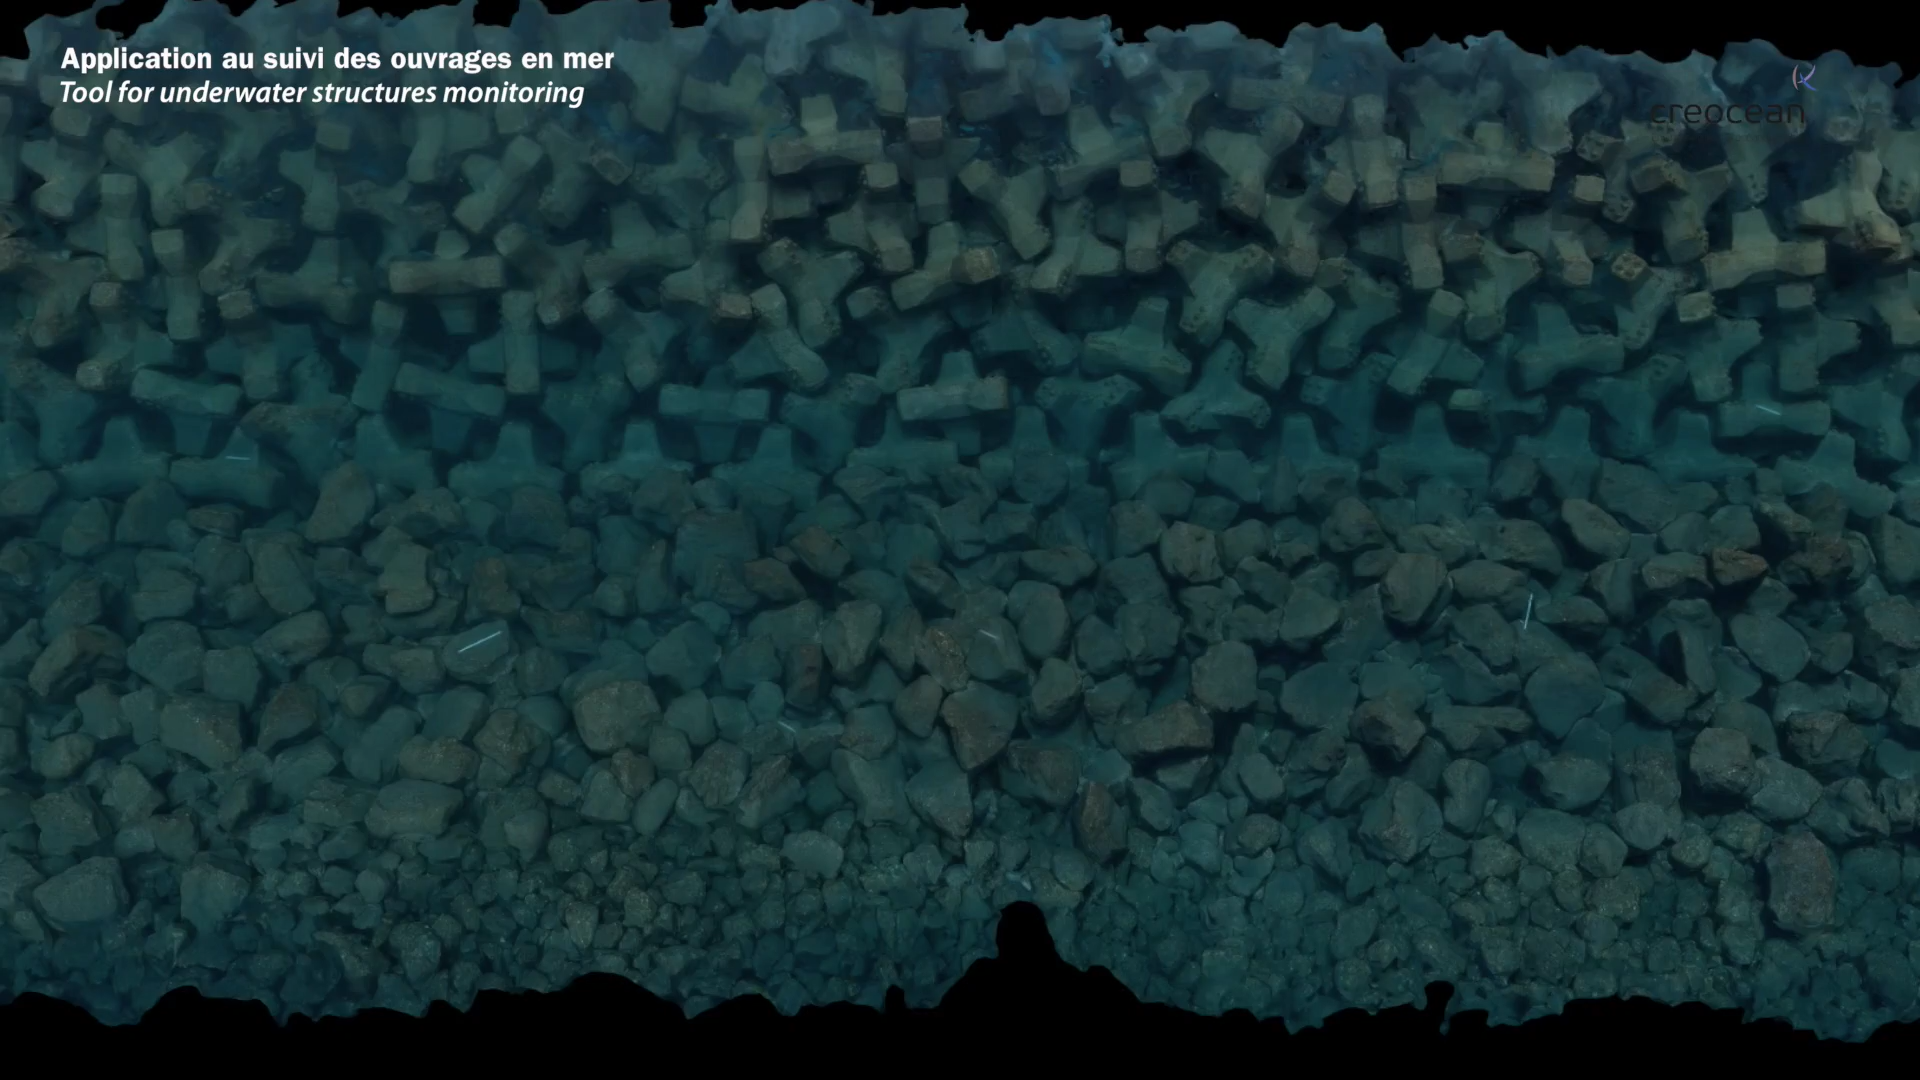 Application au suivi des ouvrages en mer
Tool for underwater structures monitoring
creocean